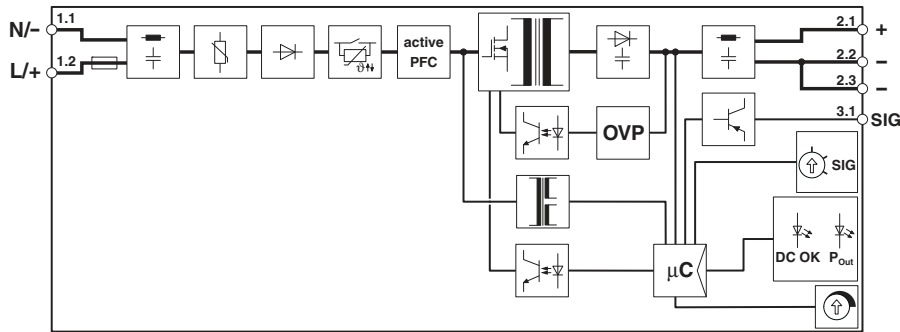 N/–
1.1
L/+
1.2
active
PFC
ϑ
2.1
+
2.2
–
2.3
–
3.1
SIG
OVP
SIG
DC OK
POut
µC